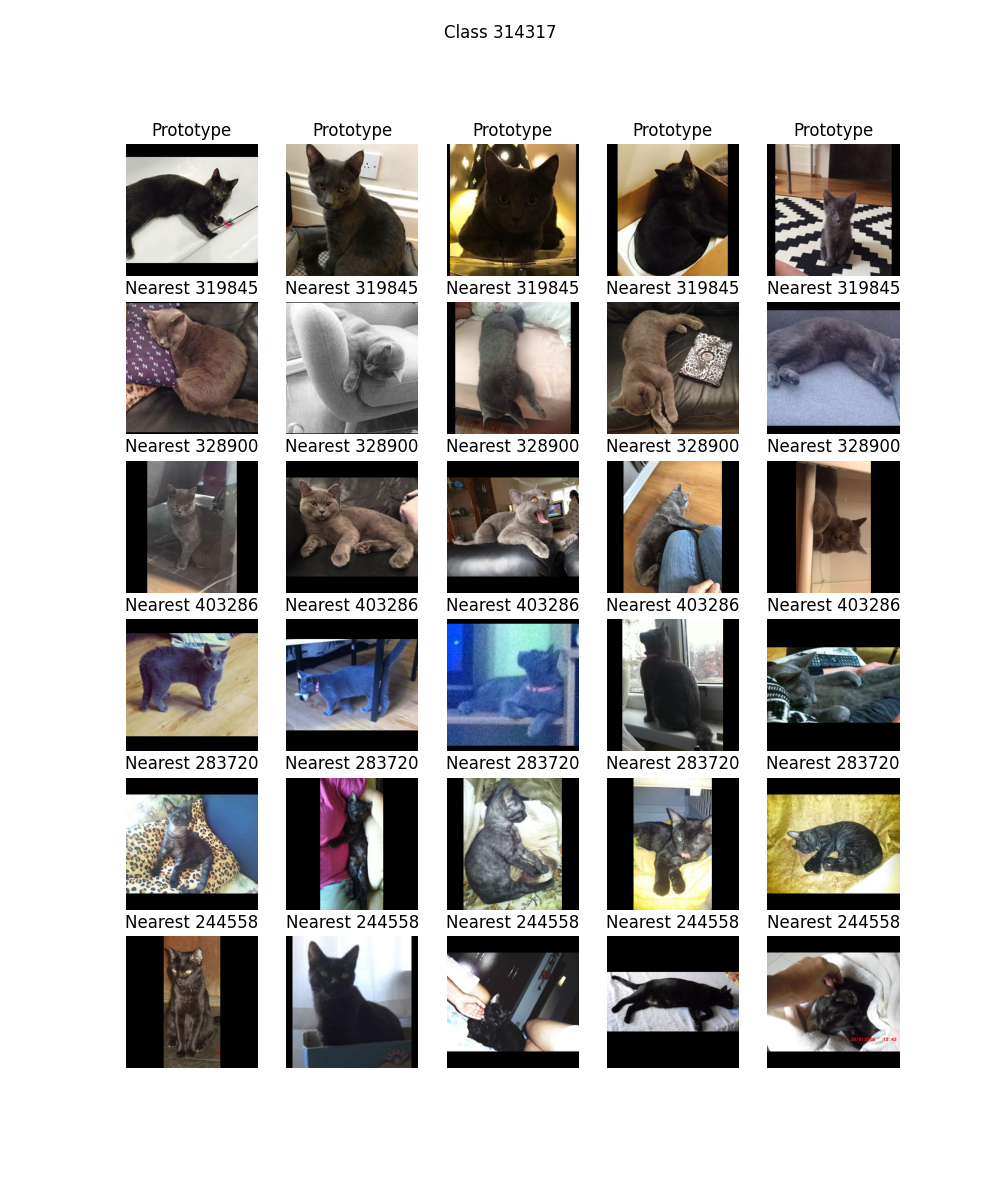 Class 314317
Prototype Prototype Prototype Prototype Prototype
Nearest 319845 Nearest 319845 Nearest 319845 Nearest 319845 Nearest 319845
Nearest 328900 Nearest 328900 Nearest 328900 Nearest 328900 Nearest 328900
Nearest 403286 Nearest 403286 Nearest 403286 Nearest 403286 Nearest 403286
Nearest 283720 Nearest 283720 Nearest 283720 Nearest 283720 Nearest 283720
Nearest 244558 Nearest 244558 Nearest 244558 Nearest 244558 Nearest 244558